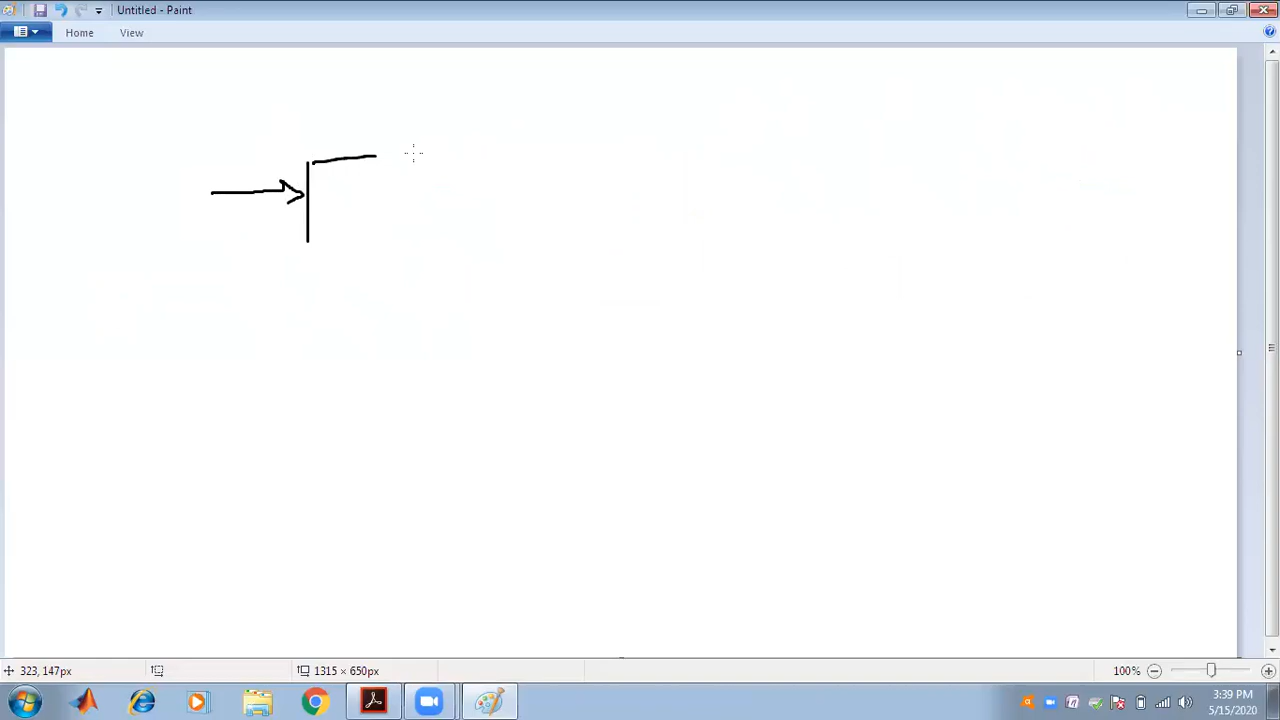 Untitled - Paint
Home View
323, 147px
1315 × 650px
100%
3:39 PM
5/15/2020